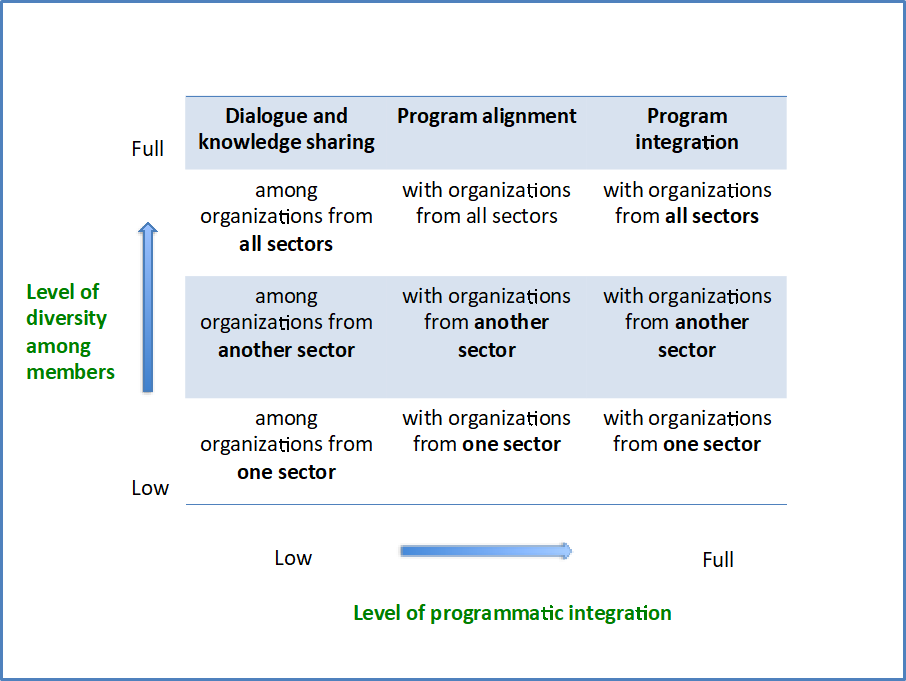 Dialogue and
knowledge sharing
Program alignment
Program
integration
Full
among
organizations from
all sectors
with organizations
from all sectors
with organizations
from all sectors
Level of
diversity
among
members
among
organizations from
another sector
with organizations
from another
sector
with organizations
from another
sector
among
organizations from
one sector
with organizations
from one sector
with organizations
from one sector
Low
Low
Full
Level of programmatic integration